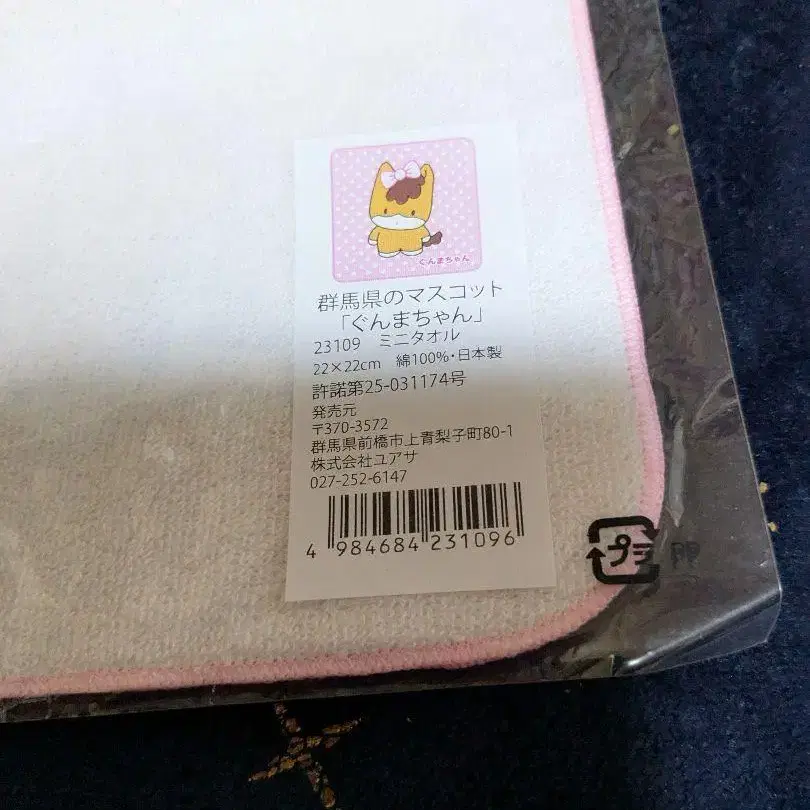 ぐんまちゃん
群馬県のマスコット
「ぐんまちゃん」
23109　ミニタオル
22×22cm　綿100%・日本製
許諾第25-031174号
発売元
〒370-3572
群馬県前橋市上青梨子町80-1
株式会社ユアサ
027-252-6147
4 984684 231096
プラ PP